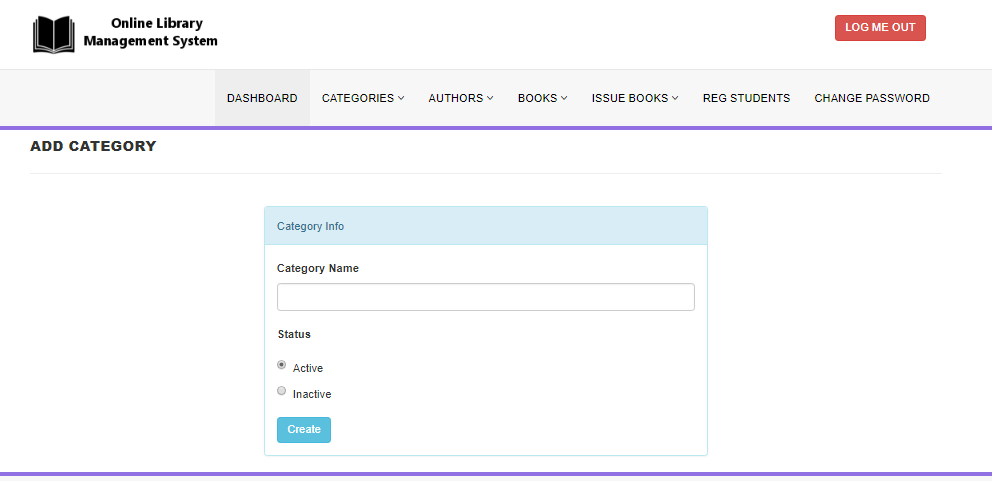 Online Library
Management System
LOG ME OUT
DASHBOARD CATEGORIES AUTHORS BOOKS ISSUE BOOKS REG STUDENTS CHANGE PASSWORD
ADD CATEGORY
Category Info
Category Name
Status
Active
Inactive
Create